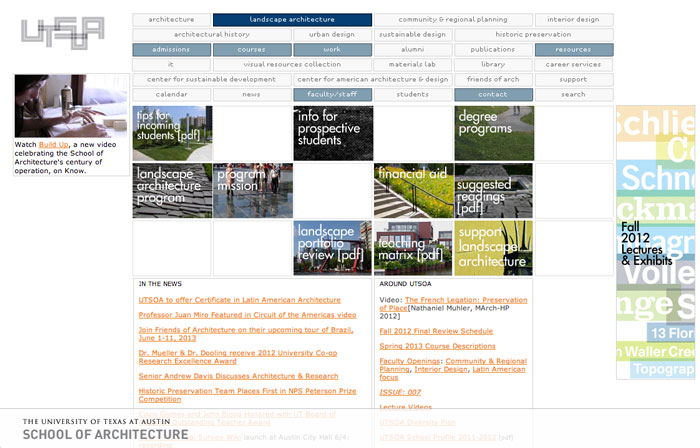 UTSOA
architecture
landscape architecture
community & regional planning
interior design
architectural history
urban design
sustainable design
historic preservation
admissions
courses
work
alumni
publications
resources
it
visual resources collection
materials lab
library
career services
center for sustainable development
center for american architecture & design
friends of arch
support
calendar
news
faculty/staff
students
contact
search
Watch Build Up, a new video
celebrating the School of
Architecture's century of
operation, on Know.
tips for
incoming
students [pdf]
info for
prospective
students
degree
programs
landscape
architecture
program
program
mission
financial aid
suggested
readings
[pdf]
landscape
portfolio
review [pdf]
teaching
matrix [pdf]
support
landscape
architecture
Schlie
Schne
ckma
Fall
2012
Lectures
& Exhibits
agn
Volle
nge
13 Flori
n Waller Creek
Topograp
IN THE NEWS
UTSOA to offer Certificate in Latin American Architecture
Professor Juan Miro Featured in Circuit of the Americas video
Join Friends of Architecture on their upcoming tour of Brazil,
June 1-11, 2013
Dr. Mueller & Dr. Dooling receive 2012 University Co-op
Research Excellence Award
Senior Andrew Davis Discusses Architecture & Research
Historic Preservation Team Places First in NPS Peterson Prize
Competition
AROUND UTSOA
Video: The French Legation: Preservation
of Place[Nathaniel Muhler, MArch-HP
2012]
Fall 2012 Final Review Schedule
Spring 2013 Course Descriptions
Faculty Openings: Community & Regional
Planning, Interior Design, Latin American
focus
ISSUE: 007
Lecture Videos
UTSOA Diversity Plan
UTSOA School Profile 2011-2012 (pdf)
launch at Austin City Hall 6/4:
THE UNIVERSITY OF TEXAS AT AUSTIN
SCHOOL OF ARCHITECTURE